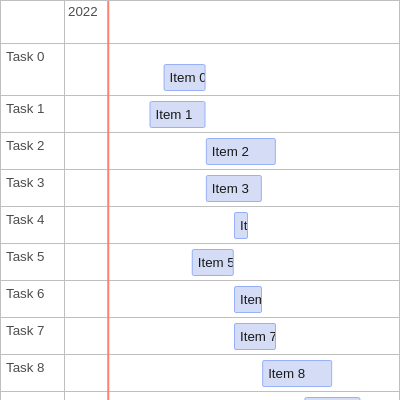 2022
Task 0
Item 0
Task 1
Item 1
Task 2
Item 2
Task 3
Item 3
Task 4
It
Task 5
Item 5
Task 6
Item
Task 7
Item 7
Task 8
Item 8